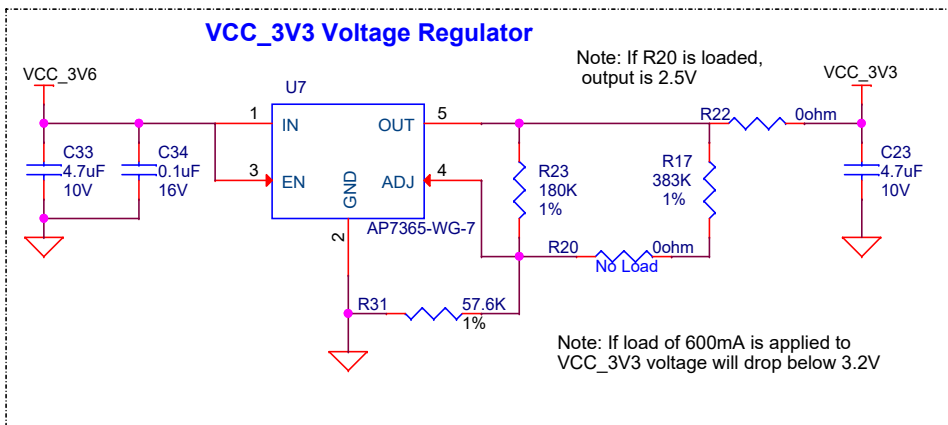 VCC_3V3 Voltage Regulator
Note: If R20 is loaded,
output is 2.5V
VCC_3V6
VCC_3V3
U7
1
IN
OUT
5
R22
0ohm
C33
4.7uF
10V
C34
0.1uF
16V
3
EN
GND
ADJ
4
R23
180K
1%
R17
383K
1%
C23
4.7uF
10V
2
AP7365-WG-7
R20
0ohm
No Load
R31
57.6K
1%
Note: If load of 600mA is applied to
VCC_3V3 voltage will drop below 3.2V